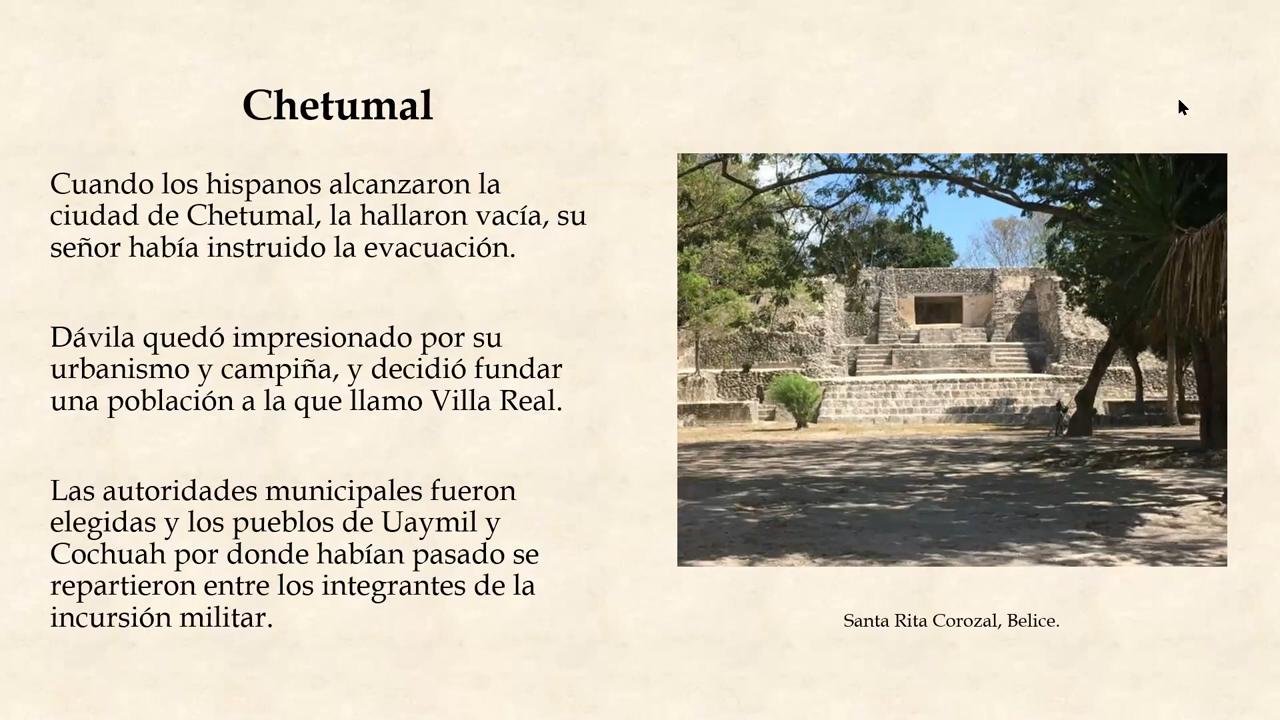 Chetumal
Cuando los hispanos alcanzaron la
ciudad de Chetumal, la hallaron vacía, su
señor había instruido la evacuación.
Dávila quedó impresionado por su
urbanismo y campiña, y decidió fundar
una población a la que llamo Villa Real.
Las autoridades municipales fueron
elegidas y los pueblos de Uaymil y
Cochuah por donde habían pasado se
repartieron entre los integrantes de la
incursión militar.
Santa Rita Corozal, Belice.